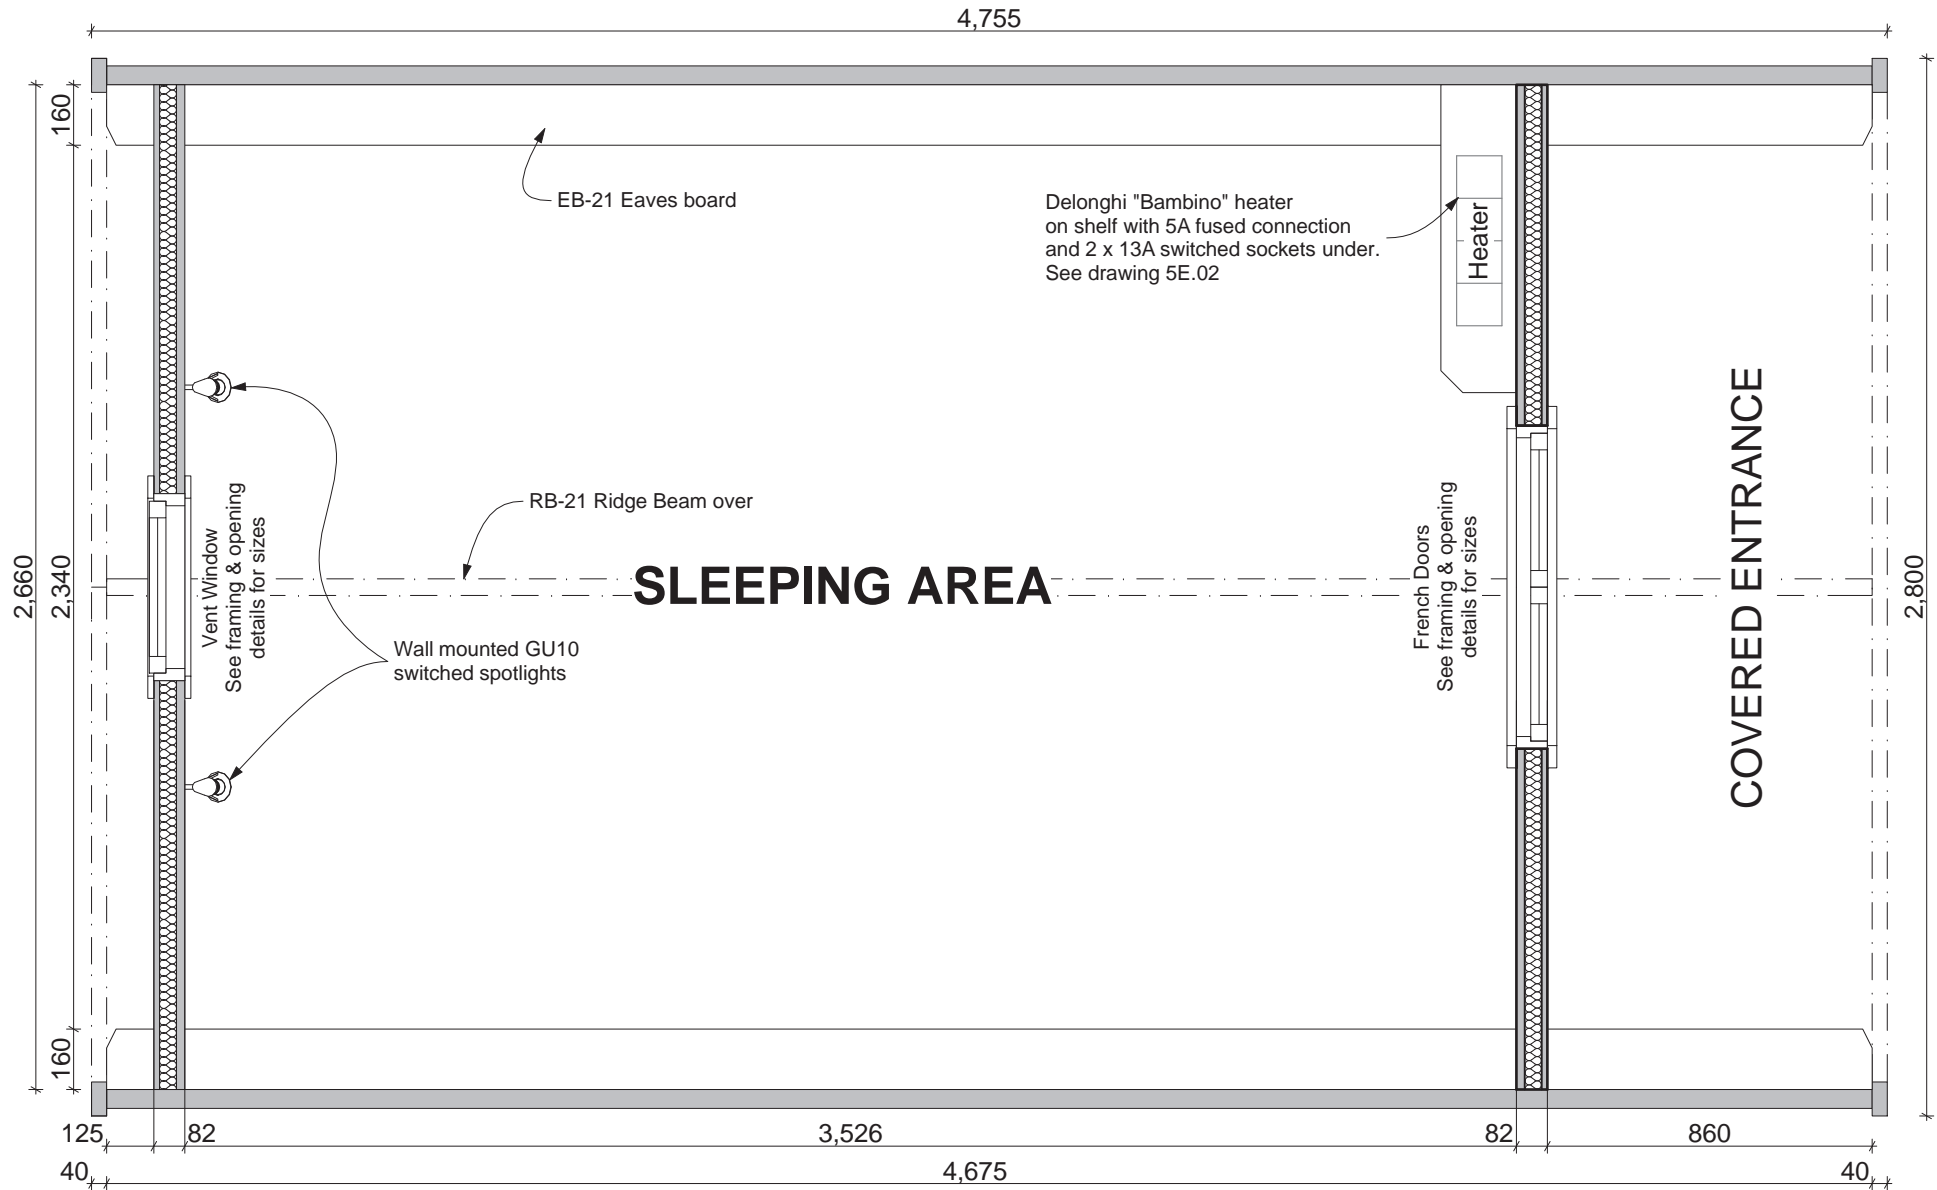 4,755
160
EB-21 Eaves board
Delonghi "Bambino" heater
on shelf with 5A fused connection
and 2 x 13A switched sockets under.
See drawing 5E.02
Heater
RB-21 Ridge Beam over
2,660
2,340
Vent Window
See framing & opening
details for sizes
SLEEPING AREA
French Doors
See framing & opening
details for sizes
COVERED ENTRANCE
2,800
Wall mounted GU10
switched spotlights
160
125
82
3,526
82
860
40
4,675
40